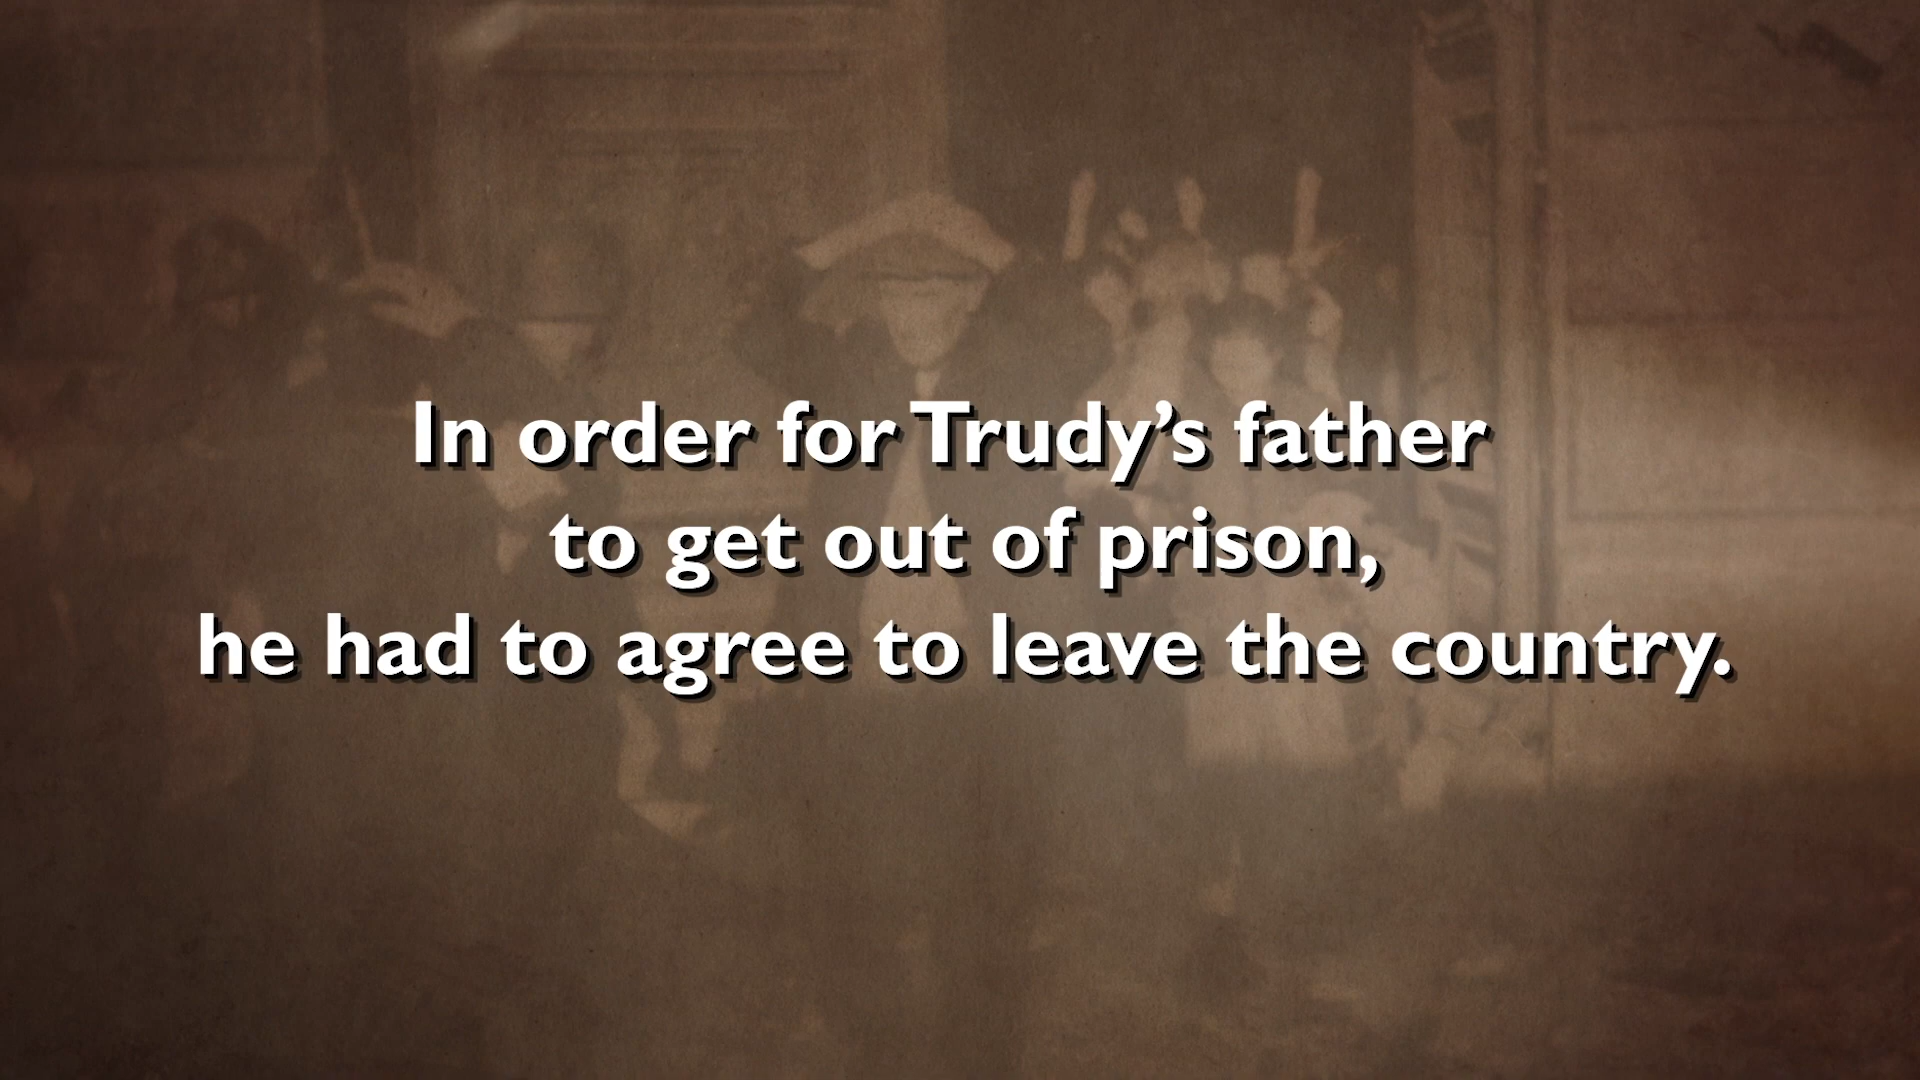 In order for Trudy’s father
to get out of prison,
he had to agree to leave the country.